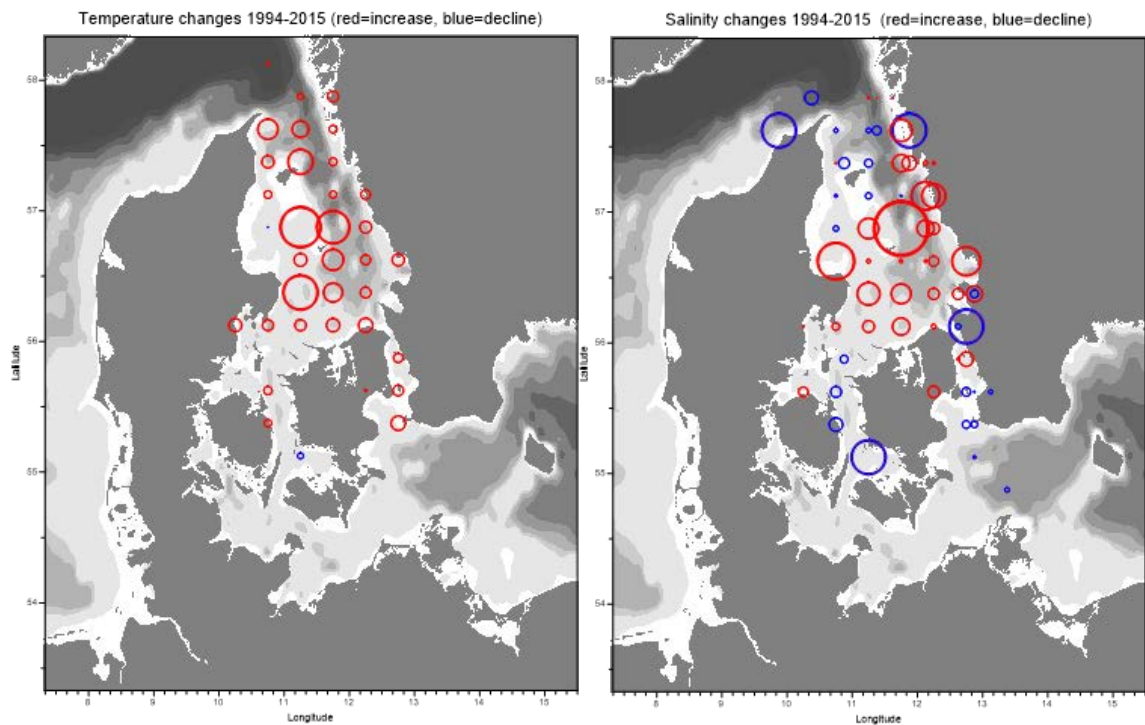 Temperature changes 1994-2015 (red=increase, blue=decline)
58
57
56
55
54
Latitude
8 9 10 11 12 13 14 15
Longitude
Salinity changes 1994-2015 (red=increase, blue=decline)
58
57
56
55
54
Latitude
8 9 10 11 12 13 14 15
Longitude